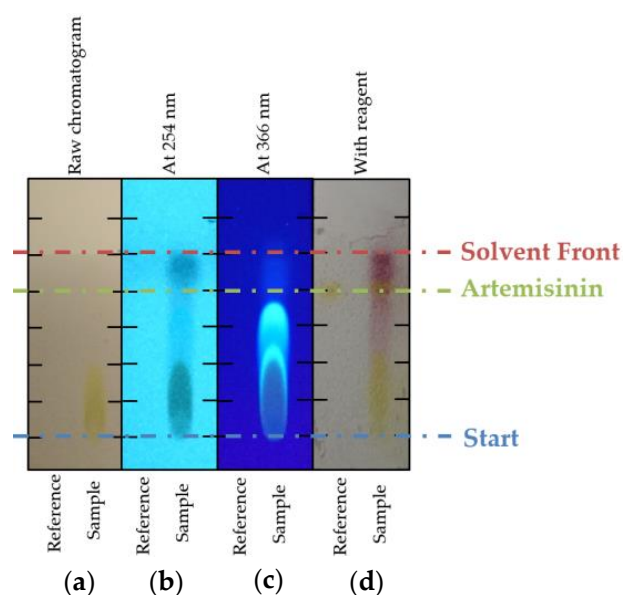 Raw chromatogram
At 254 nm
At 366 nm
With reagent
Solvent Front
Artemisinin
Start
Reference
Sample
Reference
Sample
Reference
Sample
Reference
Sample
(a)
(b)
(c)
(d)